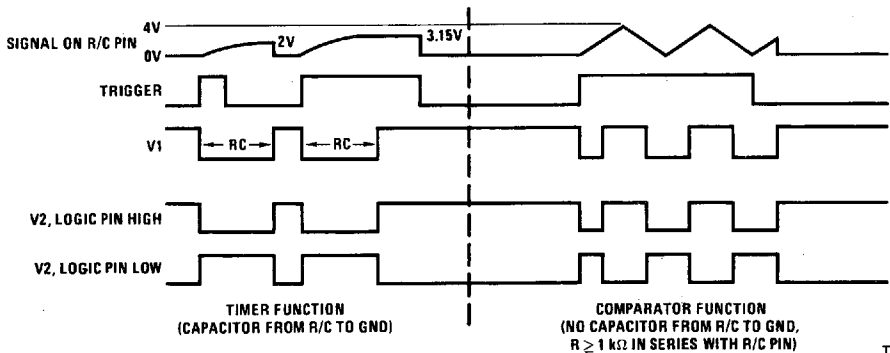 4V
SIGNAL ON R/C PIN
0V
2V
3.15V
TRIGGER
V1
RC
RC
V2, LOGIC PIN HIGH
V2, LOGIC PIN LOW
TIMER FUNCTION
(CAPACITOR FROM R/C TO GND)
COMPARATOR FUNCTION
(NO CAPACITOR FROM R/C TO GND,
R ≥ 1 kΩ IN SERIES WITH R/C PIN)
T